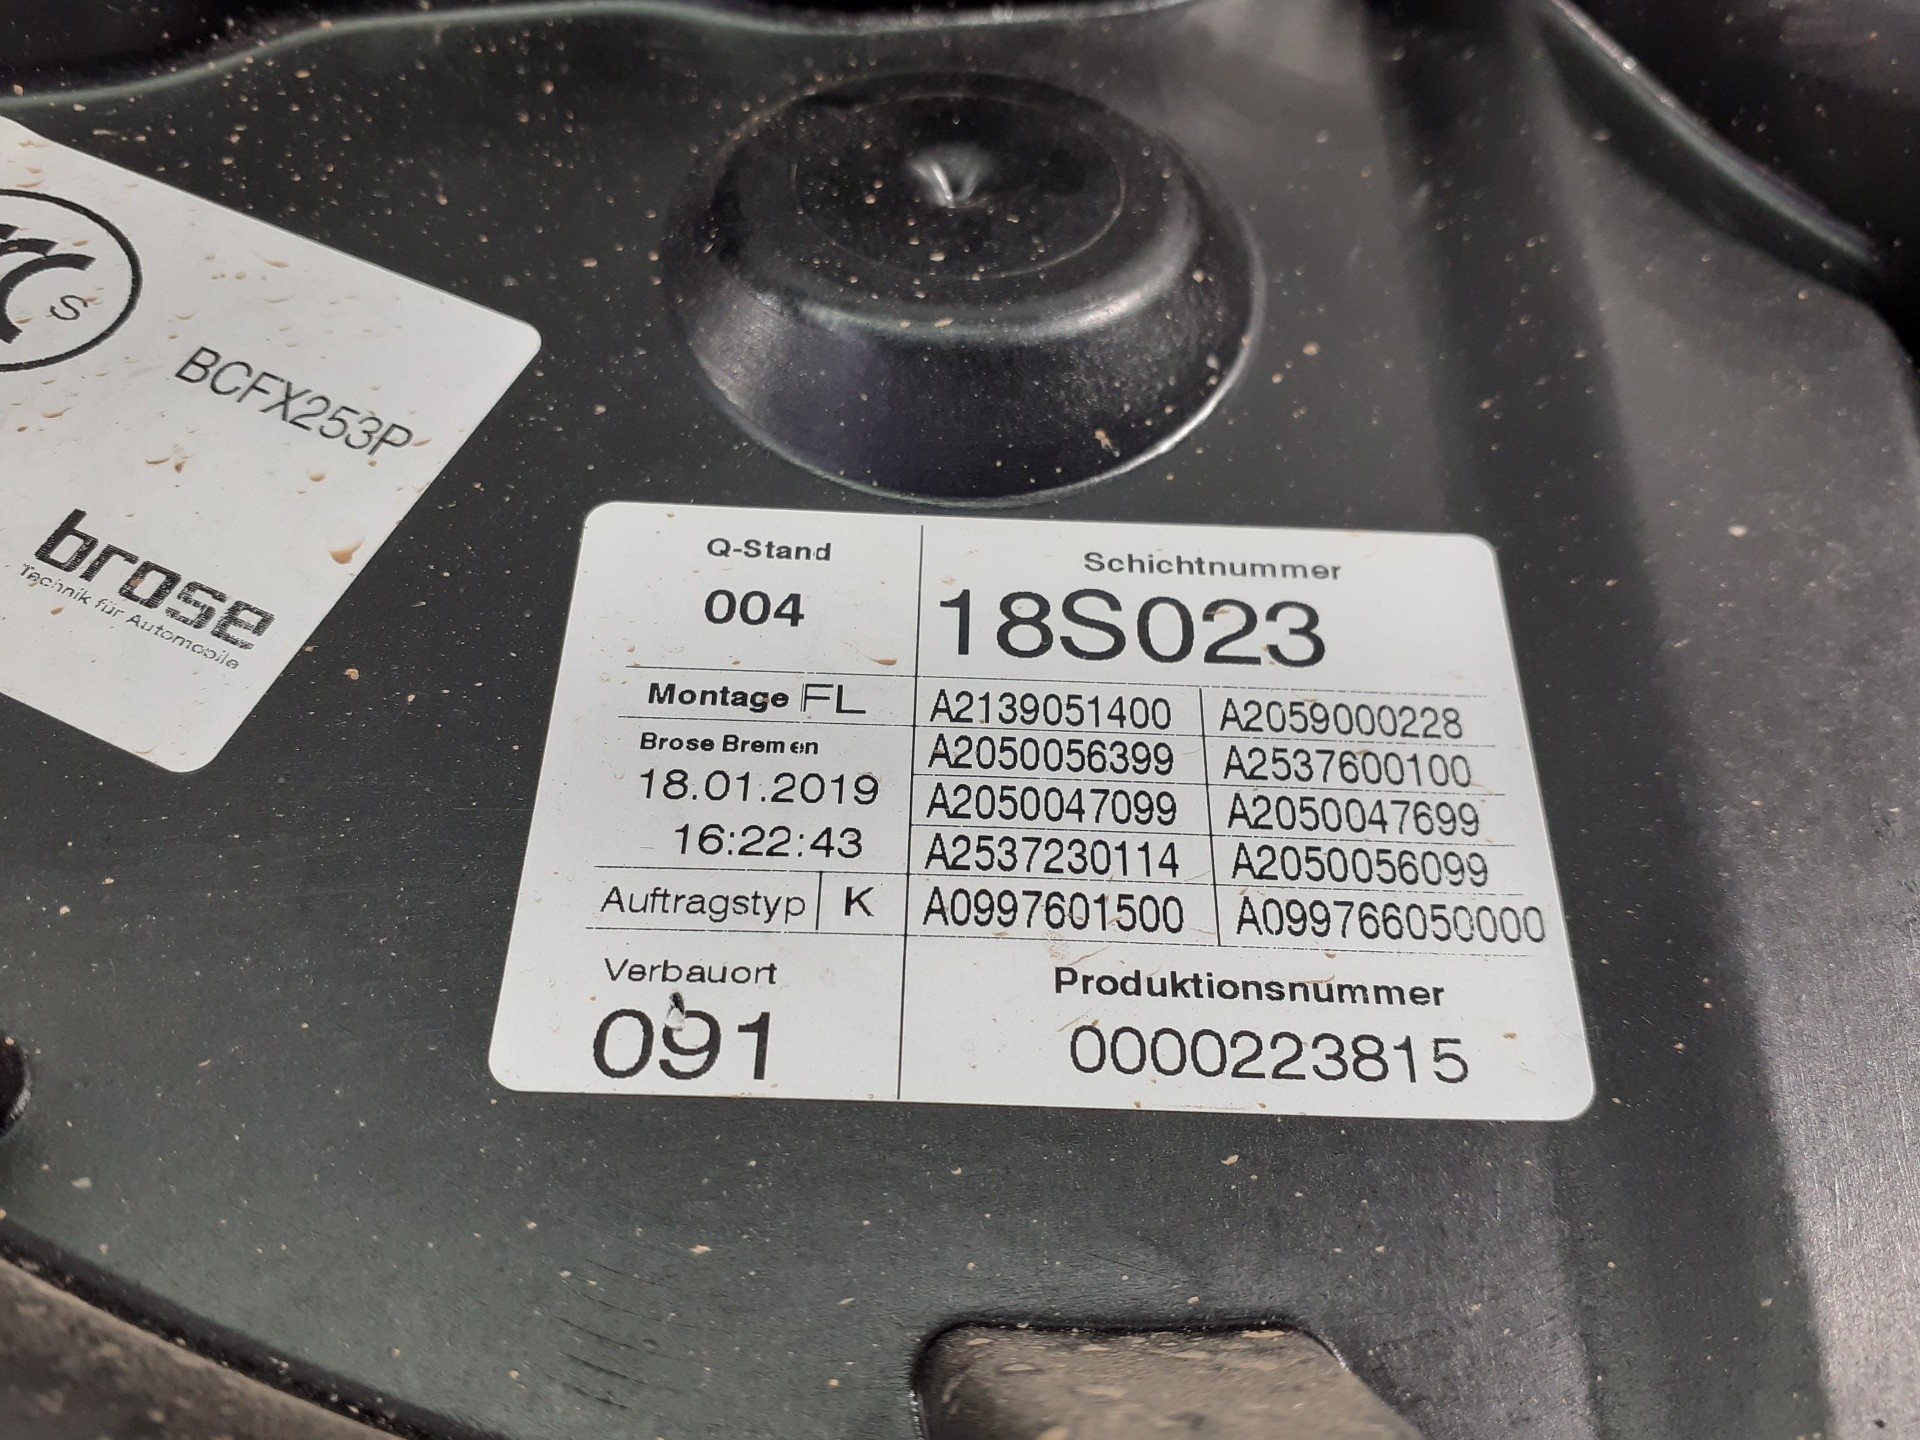 S
BCFX253P
brose
Technik für Automobile
Q-Stand
004
Schichtnummer
18S023
Montage FL
Brose Bremen
18.01.2019
16:22:43
Auftragstyp K
A2139051400 A2059000228
A2050056399 A2537600100
A2050047099 A2050047699
A2537230114 A2050056099
A0997601500 A099766050000
Verbauort
091
Produktionsnummer
0000223815